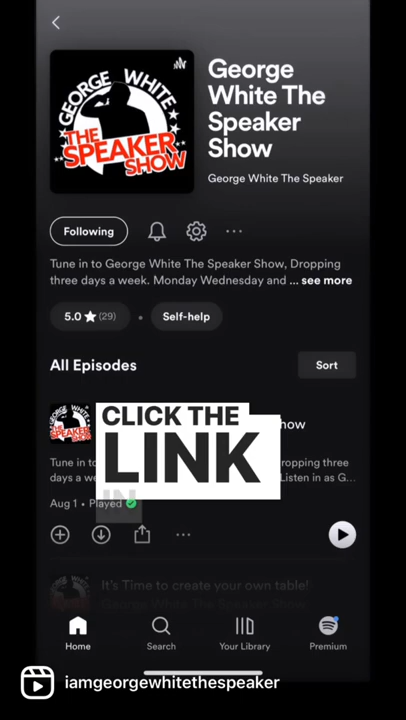 GEORGE WHITE
THE
SPEAKER
SHOW
George
White The
Speaker
Show
George White The Speaker
Following
Tune in to George White The Speaker Show, Dropping
three days a week. Monday Wednesday and ... see more
5.0 ★ (29) • Self-help
All Episodes
Sort
CLICK THE
LINK
IN
how
Tune in to
ropping three
days a we
Listen in as G...
Aug 1 • Played
It's Time to create your own table!
George White The Speaker Show
Home
Search
Your Library
Premium
iamgeorgewhitethespeaker